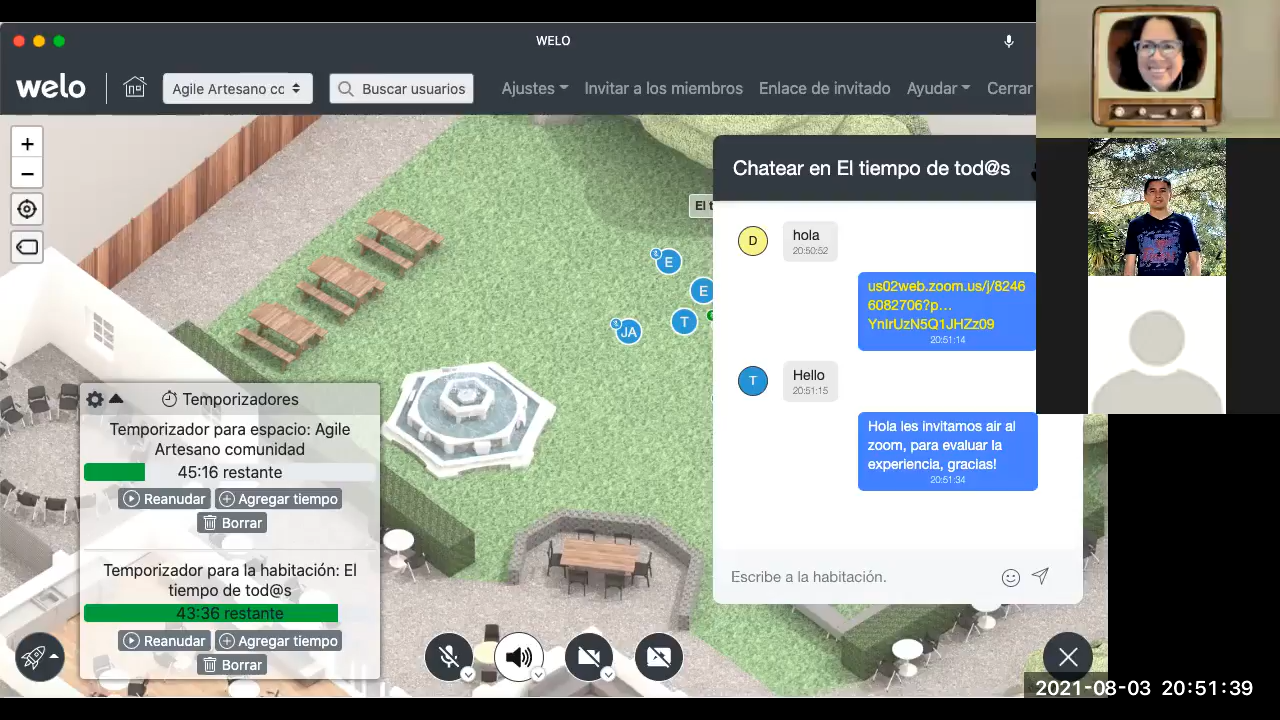 WELO
welo
Agile Artesano cc
Buscar usuarios
Ajustes
Invitar a los miembros
Enlace de invitado
Ayudar
Cerrar
+
−
El t
E
E
T
JA
Chatear en El tiempo de tod@s
D
hola
20:50:52
us02web.zoom.us/j/8246
6082706?p…
YnIrUzN5Q1JHZz09
20:51:14
T
Hello
20:51:15
Hola les invitamos air al
zoom, para evaluar la
experiencia, gracias!
20:51:34
Escribe a la habitación.
Temporizadores
Temporizador para espacio: Agile
Artesano comunidad
45:16 restante
Reanudar
Agregar tiempo
Borrar
Temporizador para la habitación: El
tiempo de tod@s
43:36 restante
Reanudar
Agregar tiempo
Borrar
2021-08-03 20:51:39